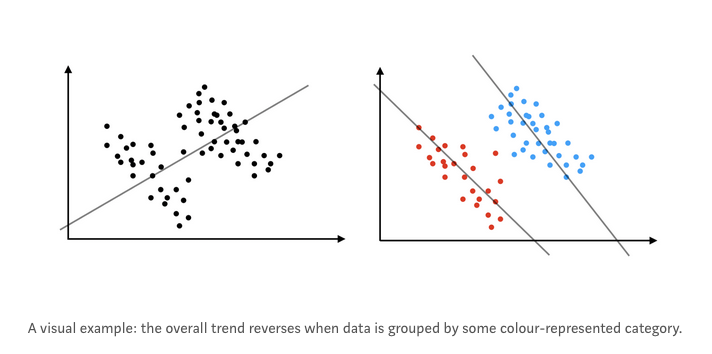 A visual example: the overall trend reverses when data is grouped by some colour-represented category.